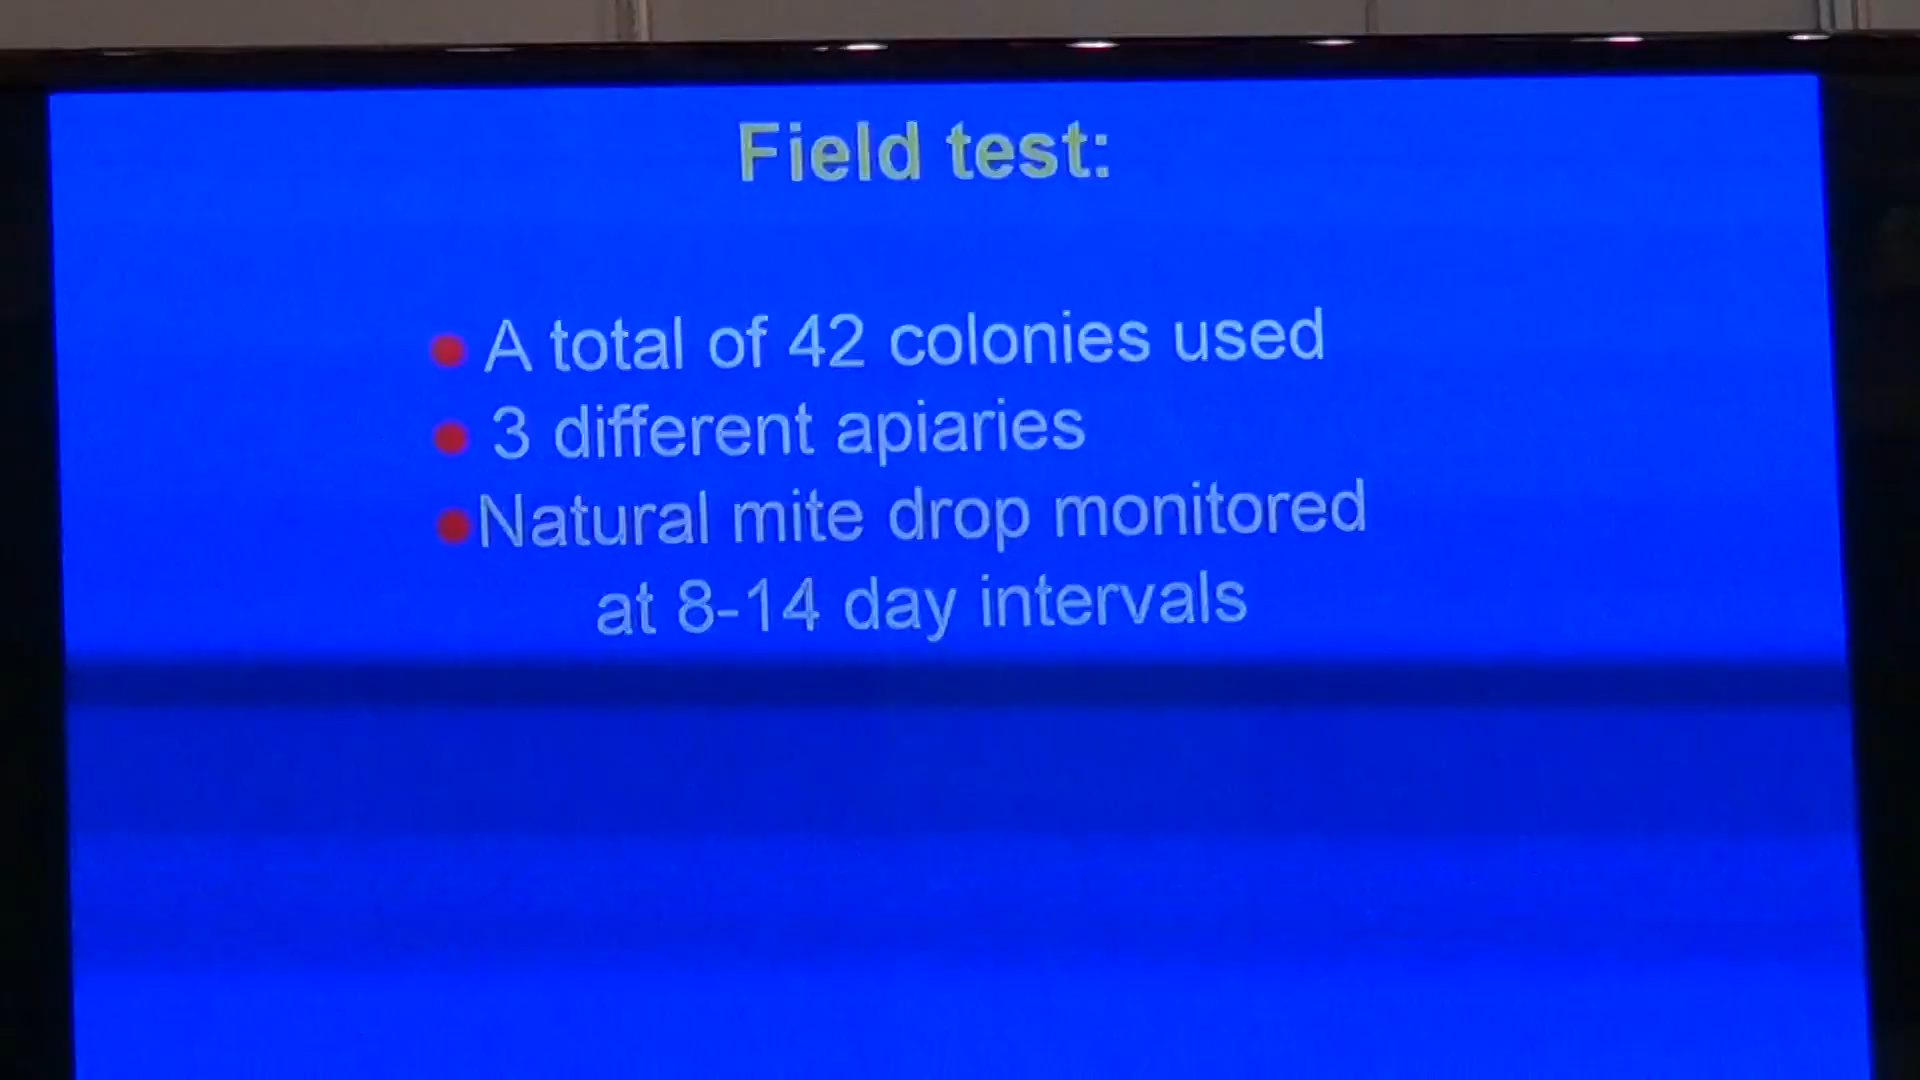 Field test:
A total of 42 colonies used
3 different apiaries
Natural mite drop monitored
at 8-14 day intervals